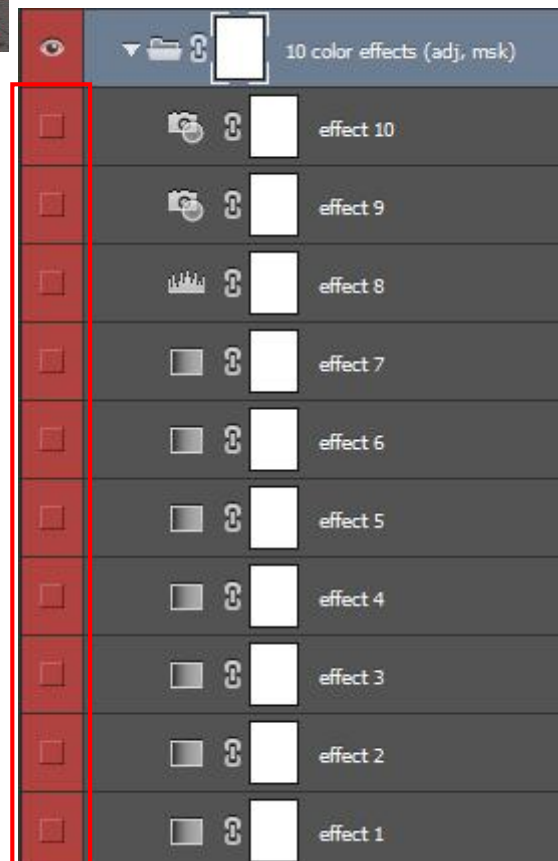 10 color effects (adj, msk)
effect 10
effect 9
effect 8
effect 7
effect 6
effect 5
effect 4
effect 3
effect 2
effect 1